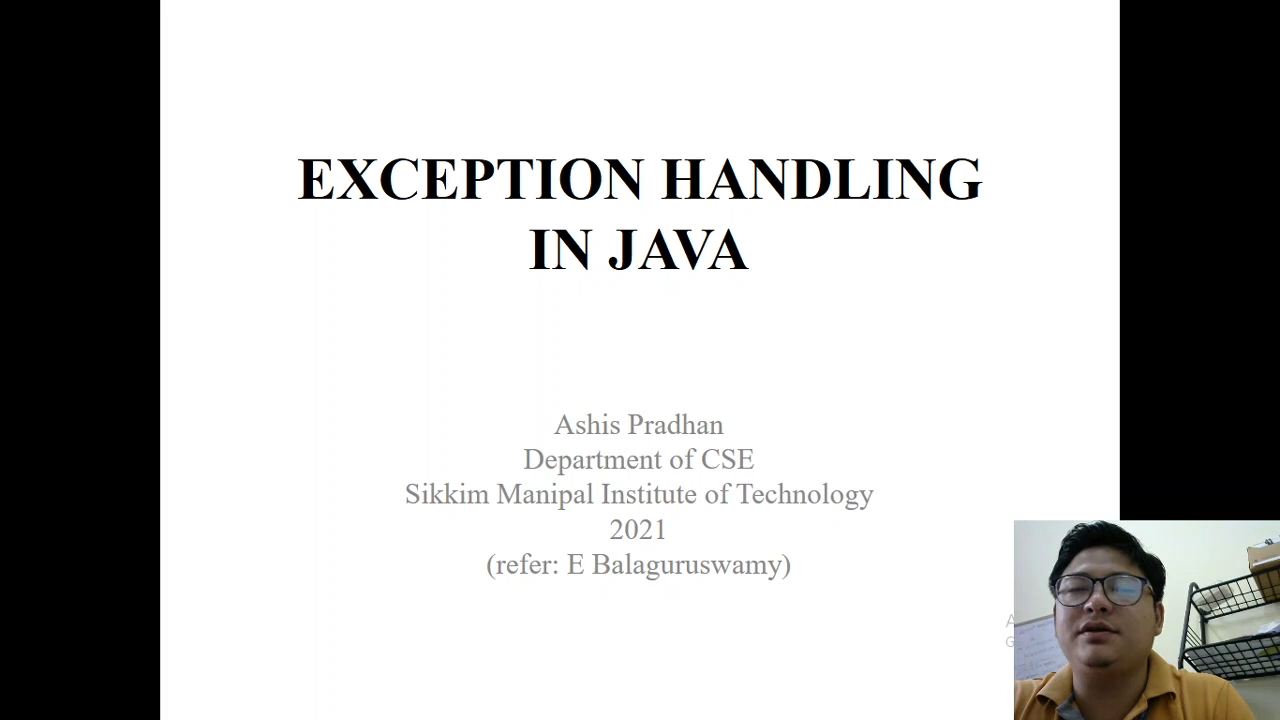 EXCEPTION HANDLING
IN JAVA
Ashis Pradhan
Department of CSE
Sikkim Manipal Institute of Technology
2021
(refer: E Balaguruswamy)